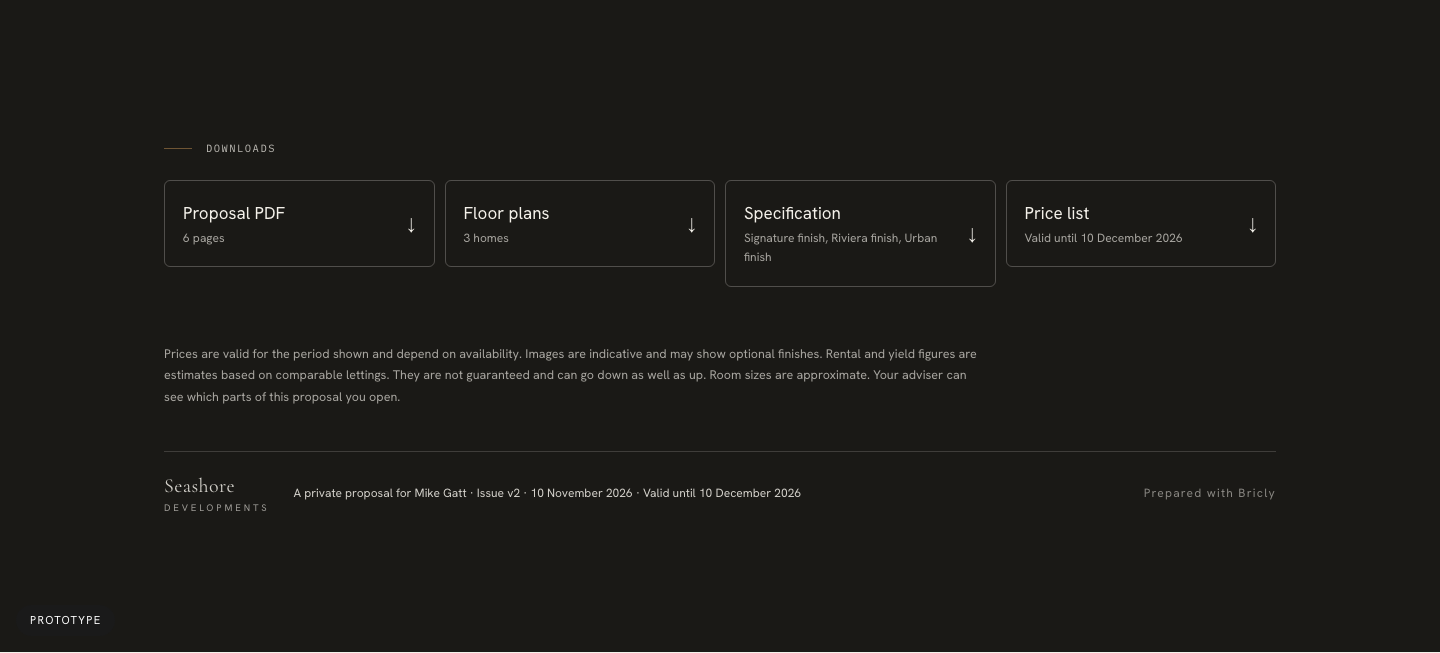 DOWNLOADS
Proposal PDF
6 pages
↓
Floor plans
3 homes
↓
Specification
Signature finish, Riviera finish, Urban
finish
↓
Price list
Valid until 10 December 2026
↓
Prices are valid for the period shown and depend on availability. Images are indicative and may show optional finishes. Rental and yield figures are
estimates based on comparable lettings. They are not guaranteed and can go down as well as up. Room sizes are approximate. Your adviser can
see which parts of this proposal you open.
Seashore
DEVELOPMENTS
A private proposal for Mike Gatt · Issue v2 · 10 November 2026 · Valid until 10 December 2026
Prepared with Bricly
PROTOTYPE